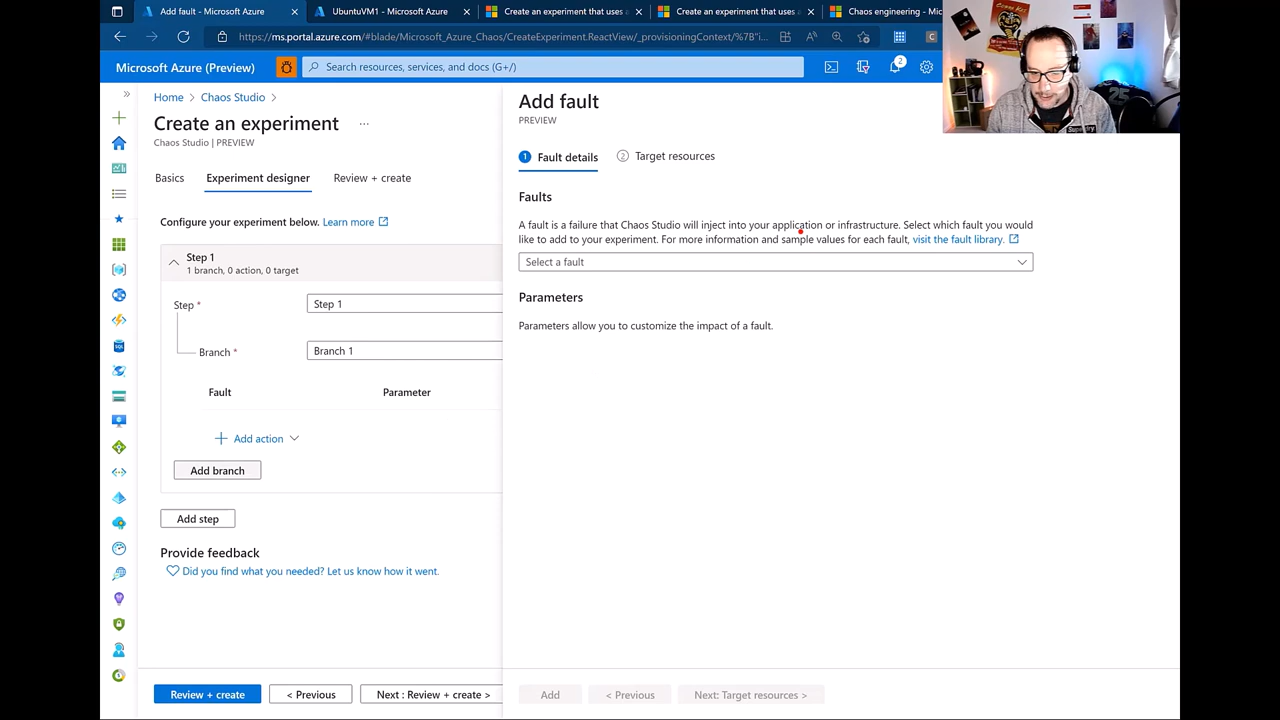 Add fault - Microsoft Azure
UbuntuVM1 - Microsoft Azure
Create an experiment that uses a
Create an experiment that uses a
Chaos engineering - Mi
https://ms.portal.azure.com/#blade/Microsoft_Azure_Chaos/CreateExperiment.ReactView/_provisioningContext/%7B"l...
Microsoft Azure (Preview)
Search resources, services, and docs (G+/)
2
Home > Chaos Studio >
Create an experiment ...
Chaos Studio | PREVIEW
Basics
Experiment designer
Review + create
Configure your experiment below. Learn more
Step 1
1 branch, 0 action, 0 target
Step *
Step 1
Branch *
Branch 1
Fault
Parameter
Add action
Add branch
Add step
Provide feedback
Did you find what you needed? Let us know how it went.
Review + create
< Previous
Next : Review + create >
Add fault
PREVIEW
1 Fault details
2 Target resources
Faults
A fault is a failure that Chaos Studio will inject into your application or infrastructure. Select which fault you would
like to add to your experiment. For more information and sample values for each fault, visit the fault library.
Select a fault
Parameters
Parameters allow you to customize the impact of a fault.
Add
< Previous
Next: Target resources >
25